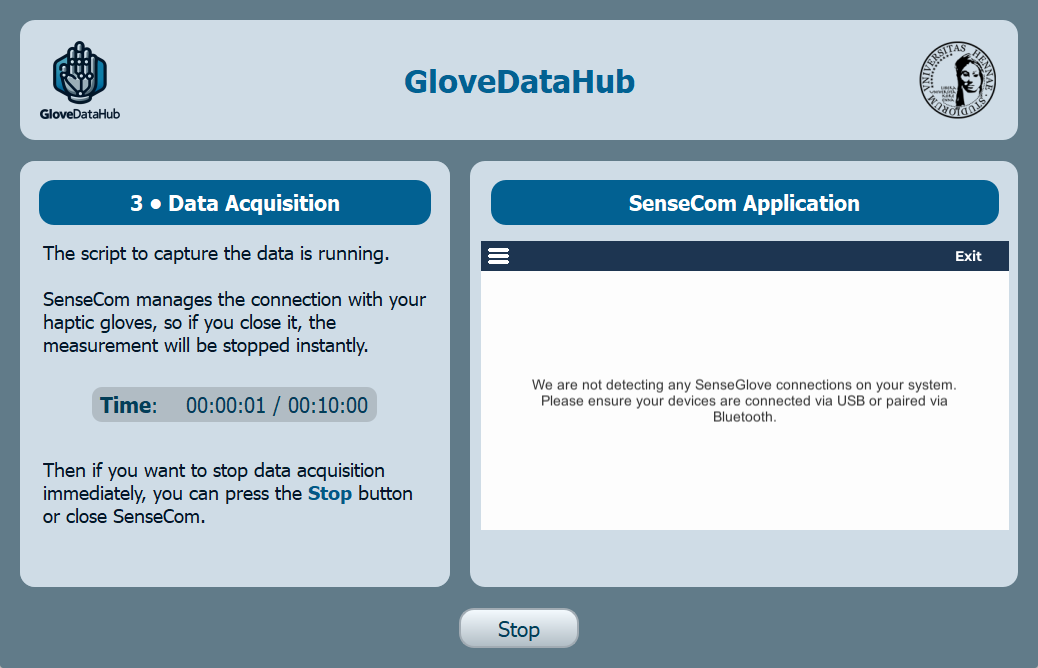 GloveDataHub
GloveDataHub
UNIVERSITAS HENNAE
STUDIORUM
3 • Data Acquisition
The script to capture the data is running.
SenseCom manages the connection with your
haptic gloves, so if you close it, the
measurement will be stopped instantly.
Time: 00:00:01 / 00:10:00
Then if you want to stop data acquisition
immediately, you can press the Stop button
or close SenseCom.
SenseCom Application
Exit
We are not detecting any SenseGlove connections on your system.
Please ensure your devices are connected via USB or paired via
Bluetooth.
Stop